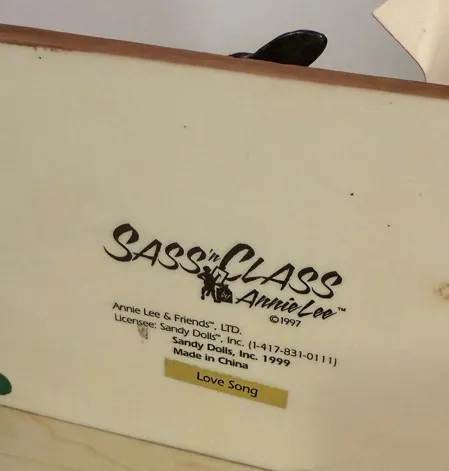 SASS 'n CLASS
by Annie Lee™
©1997
Annie Lee & Friends™, LTD.
Licensee: Sandy Dolls™, Inc. (1-417-831-0111)
Sandy Dolls, Inc. 1999
Made in China
Love Song